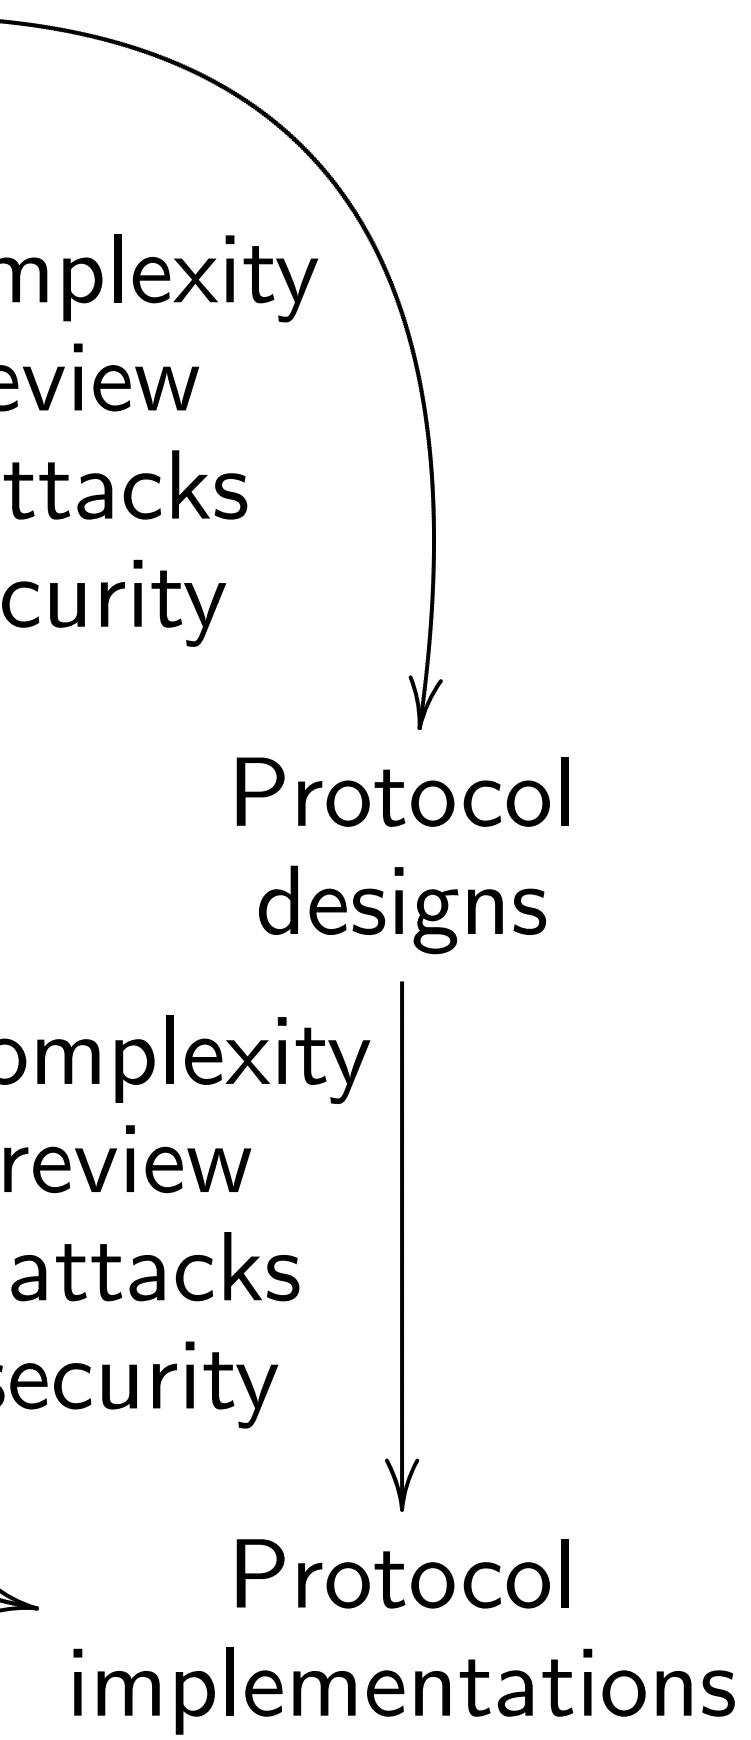 mplexity
eview
ttacks
curity
Protocol
designs
omplexity
review
attacks
security
Protocol
implementations